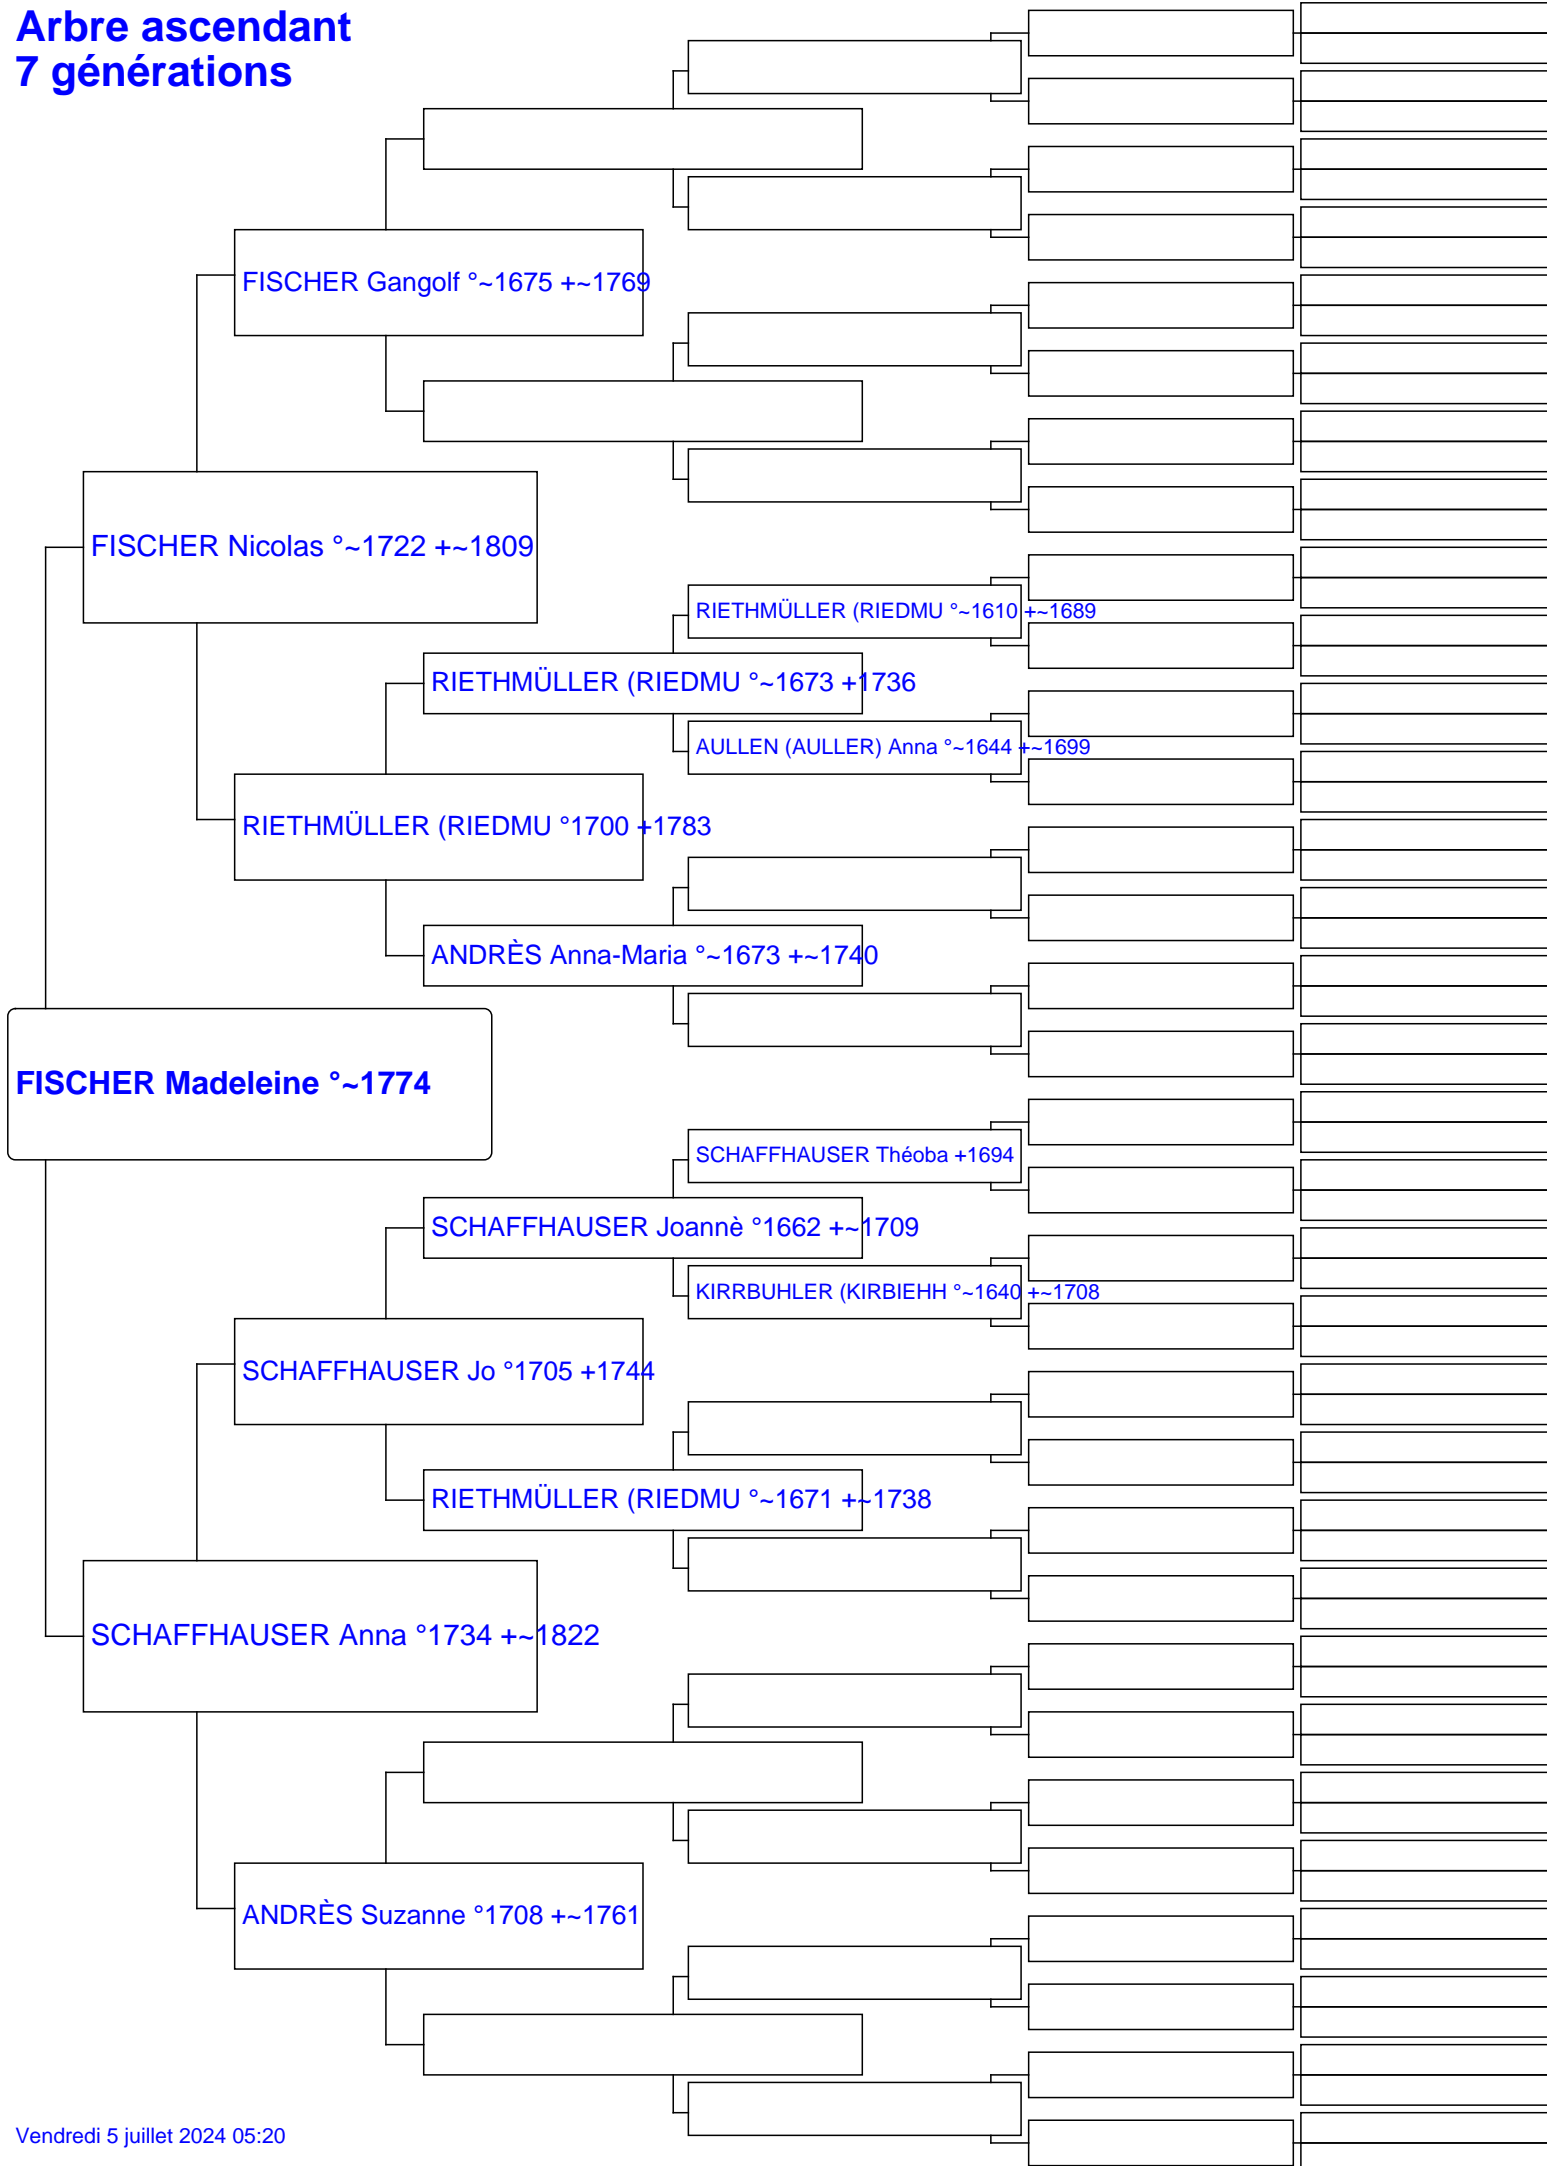 Arbre ascendant
7 générations
FISCHER Gangolf °~1675 +~1769
FISCHER Nicolas °~1722 +~1809
RIETHMÜLLER (RIEDMU °~1610 +~1689
RIETHMÜLLER (RIEDMU °~1673 +1736
AULLEN (AULLER) Anna °~1644 +~1699
RIETHMÜLLER (RIEDMU °1700 +1783
ANDRÈS Anna-Maria °~1673 +~1740
FISCHER Madeleine °~1774
SCHAFFHAUSER Théoba +1694
SCHAFFHAUSER Joannè °1662 +~1709
KIRRBUHLER (KIRBIEHH °~1640 +~1708
SCHAFFHAUSER Jo °1705 +1744
RIETHMÜLLER (RIEDMU °~1671 +~1738
SCHAFFHAUSER Anna °1734 +~1822
ANDRÈS Suzanne °1708 +~1761
Vendredi 5 juillet 2024 05:20